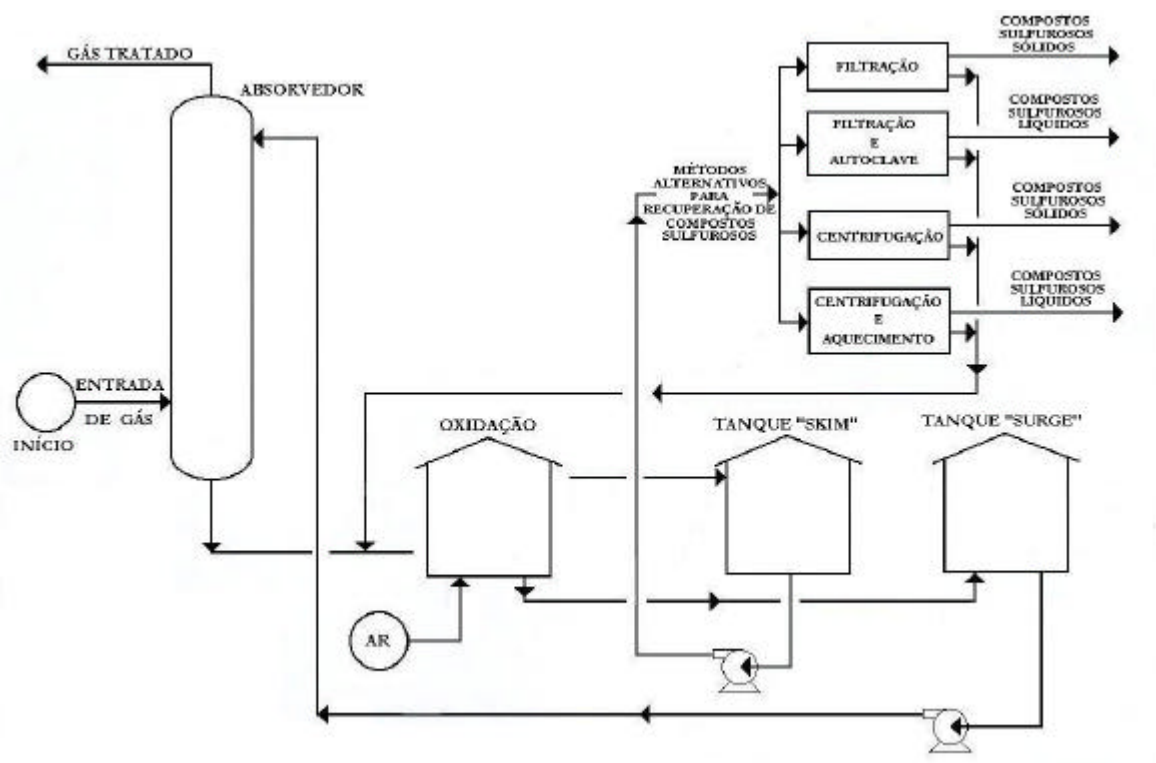 GÁS TRATADO
ABSORVEDOR
ENTRADA
DE GÁS
INÍCIO
COMPOSTOS
SULFUROSOS
SÓLIDOS
FILTRAÇÃO
COMPOSTOS
SULFUROSOS
LÍQUIDOS
FILTRAÇÃO
E
AUTOCLAVE
MÉTODOS
ALTERNATIVOS
PARA
RECUPERAÇÃO DE
COMPOSTOS
SULFUROSOS
COMPOSTOS
SULFUROSOS
SÓLIDOS
CENTRIFUGAÇÃO
COMPOSTOS
SULFUROSOS
LÍQUIDOS
CENTRIFUGAÇÃO
E
AQUECIMENTO
OXIDAÇÃO
TANQUE "SKIM"
TANQUE "SURGE"
AR